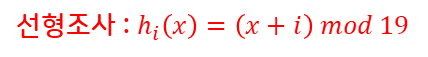 선형조사 : hᵢ(x) = (x + i) mod 19